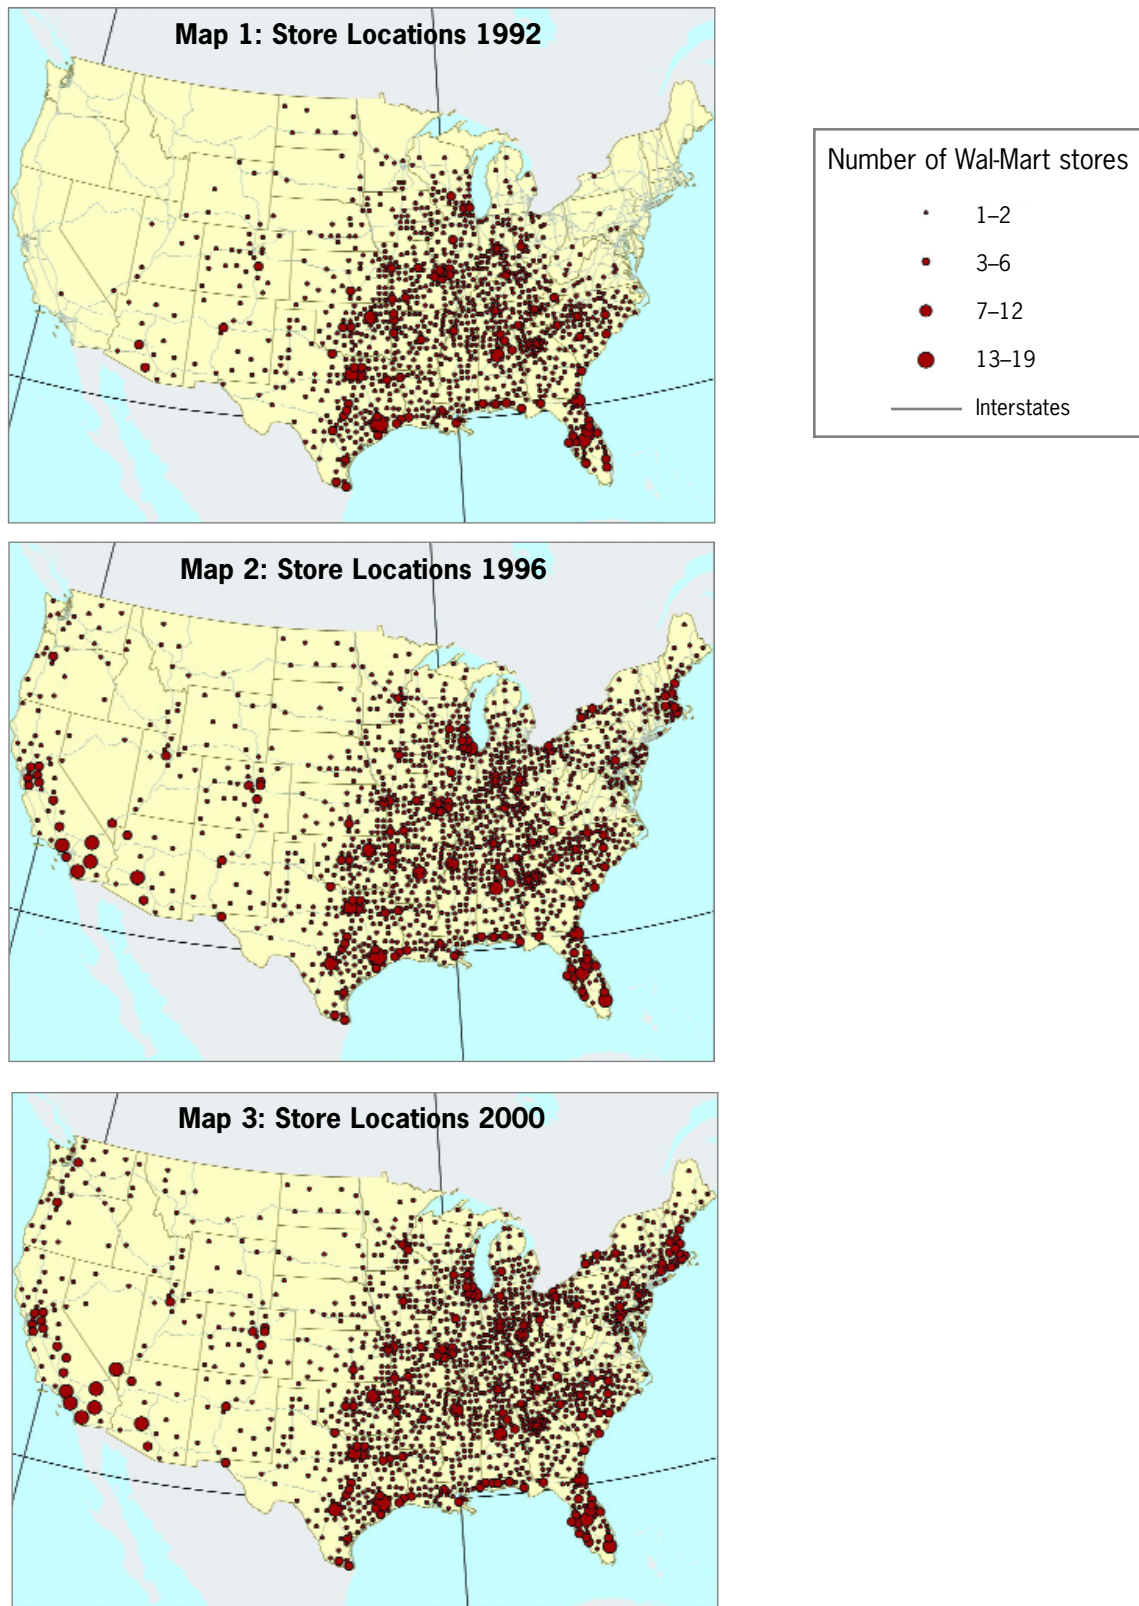 Map 1: Store Locations 1992
Number of Wal-Mart stores
1–2
3–6
7–12
13–19
Interstates
Map 2: Store Locations 1996
Map 3: Store Locations 2000